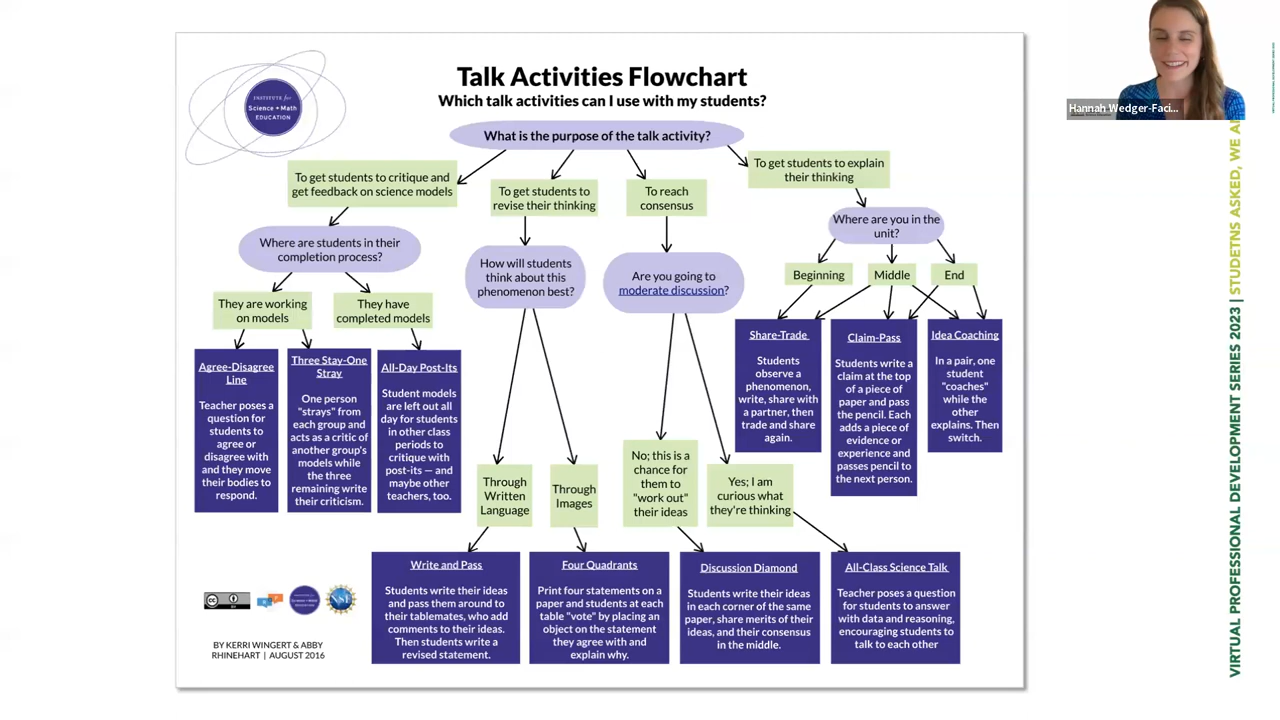 Talk Activities Flowchart
Which talk activities can I use with my students?
INSTITUTE for
Science + Math
EDUCATION
What is the purpose of the talk activity?
To get students to critique and
get feedback on science models
To get students to
revise their thinking
To reach
consensus
To get students to explain
their thinking
Where are students in their
completion process?
How will students
think about this
phenomenon best?
Are you going to
moderate discussion?
Where are you in the
unit?
Beginning
Middle
End
They are working
on models
They have
completed models
Agree-Disagree
Line
Teacher poses a
question for
students to
agree or
disagree with
and they move
their bodies to
respond.
Three Stay-One
Stray
One person
"strays" from
each group and
acts as a critic of
another group's
models while
the three
remaining write
their criticism.
All-Day Post-Its
Student models
are left out all
day for students
in other class
periods to
critique with
post-its — and
maybe other
teachers, too.
Share-Trade
Students
observe a
phenomenon,
write, share with
a partner, then
trade and share
again.
Claim-Pass
Students write a
claim at the top
of a piece of
paper and pass
the pencil. Each
adds a piece of
evidence or
experience and
passes pencil to
the next person.
Idea Coaching
In a pair, one
student
"coaches"
while the
other
explains. Then
switch.
Through
Written
Language
Through
Images
No; this is a
chance for
them to
"work out"
their ideas
Yes; I am
curious what
they're thinking
Write and Pass
Students write their ideas
and pass them around to
their tablemates, who add
comments to their ideas.
Then students write a
revised statement.
Four Quadrants
Print four statements on a
paper and students at each
table "vote" by placing an
object on the statement
they agree with and
explain why.
Discussion Diamond
Students write their ideas
in each corner of the same
paper, share merits of their
ideas, and their consensus
in the middle.
All-Class Science Talk
Teacher poses a question
for students to answer
with data and reasoning,
encouraging students to
talk to each other
cc
BY
NSF
BY KERRI WINGERT & ABBY
RHINEHART | AUGUST 2016
Hannah Wedger-Faci...
VIRTUAL PROFESSIONAL DEVELOPMENT SERIES 2023 | STUDETNS ASKED, WE A